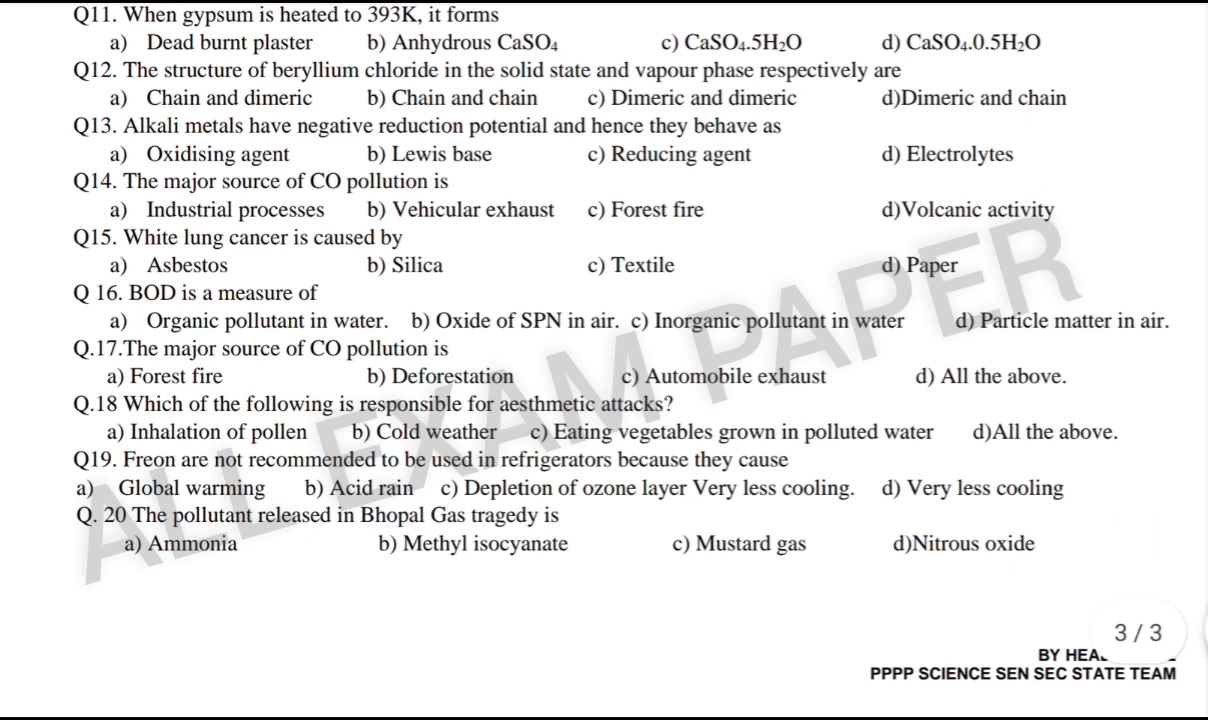 Q11. When gypsum is heated to 393K, it forms
a) Dead burnt plaster b) Anhydrous CaSO₄ c) CaSO₄.5H₂O d) CaSO₄.0.5H₂O
Q12. The structure of beryllium chloride in the solid state and vapour phase respectively are
a) Chain and dimeric b) Chain and chain c) Dimeric and dimeric d)Dimeric and chain
Q13. Alkali metals have negative reduction potential and hence they behave as
a) Oxidising agent b) Lewis base c) Reducing agent d) Electrolytes
Q14. The major source of CO pollution is
a) Industrial processes b) Vehicular exhaust c) Forest fire d)Volcanic activity
Q15. White lung cancer is caused by
a) Asbestos b) Silica c) Textile d) Paper
Q 16. BOD is a measure of
a) Organic pollutant in water. b) Oxide of SPN in air. c) Inorganic pollutant in water d) Particle matter in air.
Q.17.The major source of CO pollution is
a) Forest fire b) Deforestation c) Automobile exhaust d) All the above.
Q.18 Which of the following is responsible for aesthmetic attacks?
a) Inhalation of pollen b) Cold weather c) Eating vegetables grown in polluted water d)All the above.
Q19. Freon are not recommended to be used in refrigerators because they cause
a) Global warming b) Acid rain c) Depletion of ozone layer Very less cooling. d) Very less cooling
Q. 20 The pollutant released in Bhopal Gas tragedy is
a) Ammonia b) Methyl isocyanate c) Mustard gas d)Nitrous oxide
ALL EXAM PAPER
3 / 3
BY
PPPP SCIENCE SEN SEC STATE TEAM